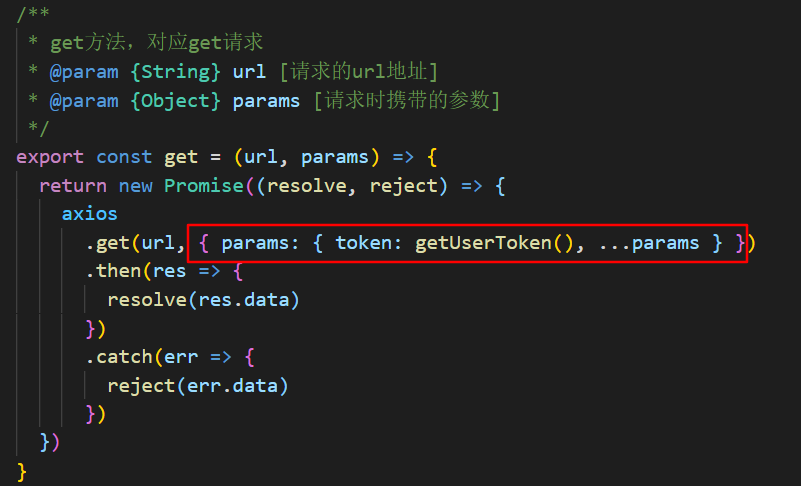 /**
 * get方法，对应get请求
 * @param {String} url [请求的url地址]
 * @param {Object} params [请求时携带的参数]
 */
export const get = (url, params) => {
  return new Promise((resolve, reject) => {
    axios
      .get(url, { params: { token: getUserToken(), ...params } })
      .then(res => {
        resolve(res.data)
      })
      .catch(err => {
        reject(err.data)
      })
  })
}